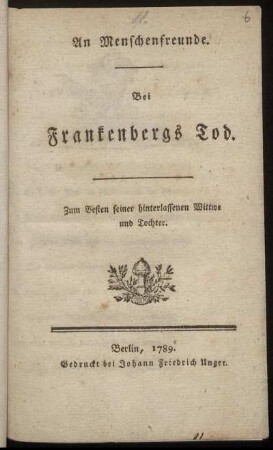 6
An Menschenfreunde.
Bei
Frankenbergs Tod.
Zum Besten seiner hinterlassenen Wittwe
und Tochter.
Berlin, 1789.
Gedruckt bei Johann Friedrich Unger.